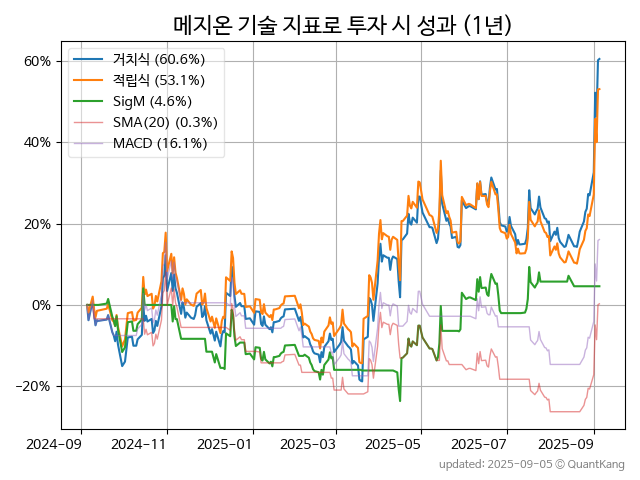 메지온 기술 지표로 투자 시 성과 (1년)
거치식 (60.6%)
적립식 (53.1%)
SigM (4.6%)
SMA(20) (0.3%)
MACD (16.1%)
60%
40%
20%
0%
−20%
2024−09
2024−11
2025−01
2025−03
2025−05
2025−07
2025−09
updated: 2025-09-05 ⓒ QuantKang